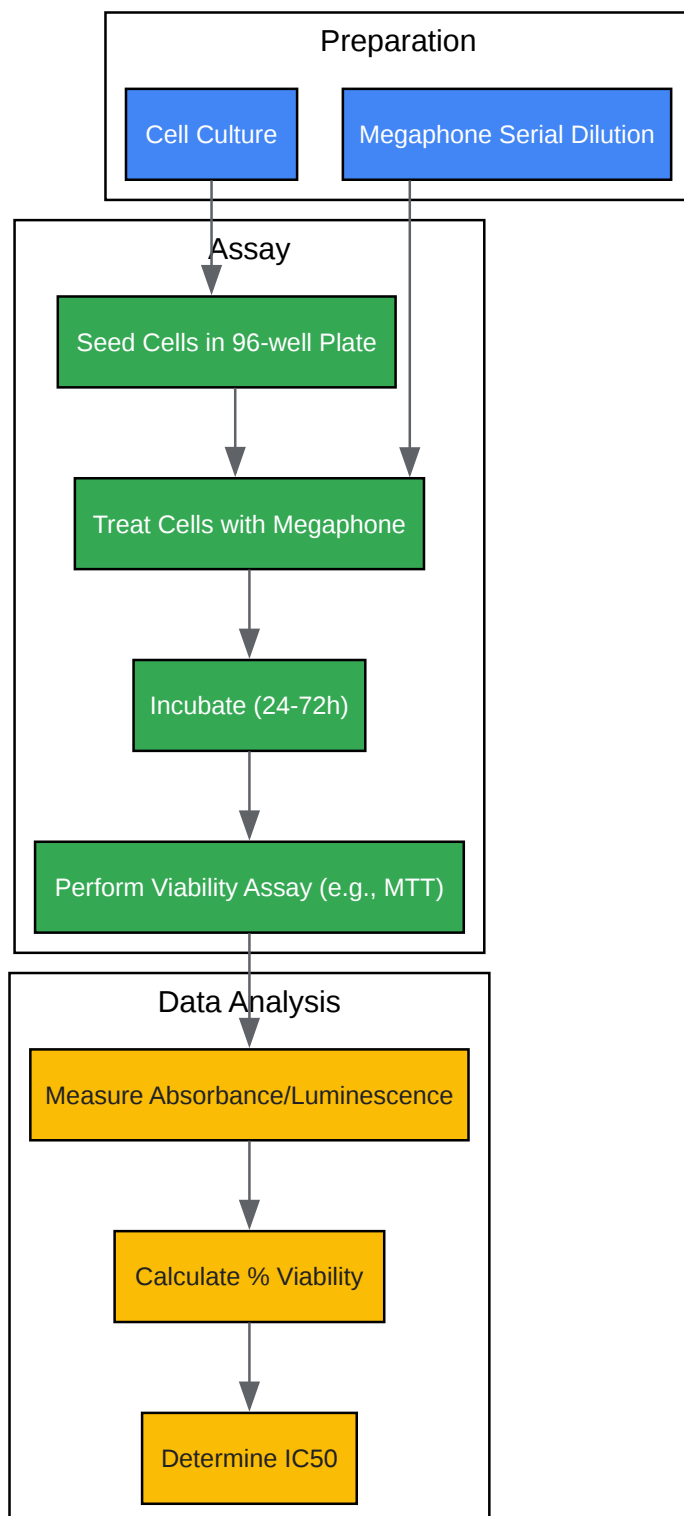 Preparation
Cell Culture
Megaphone Serial Dilution
Assay
Seed Cells in 96-well Plate
Treat Cells with Megaphone
Incubate (24-72h)
Perform Viability Assay (e.g., MTT)
Data Analysis
Measure Absorbance/Luminescence
Calculate % Viability
Determine IC50